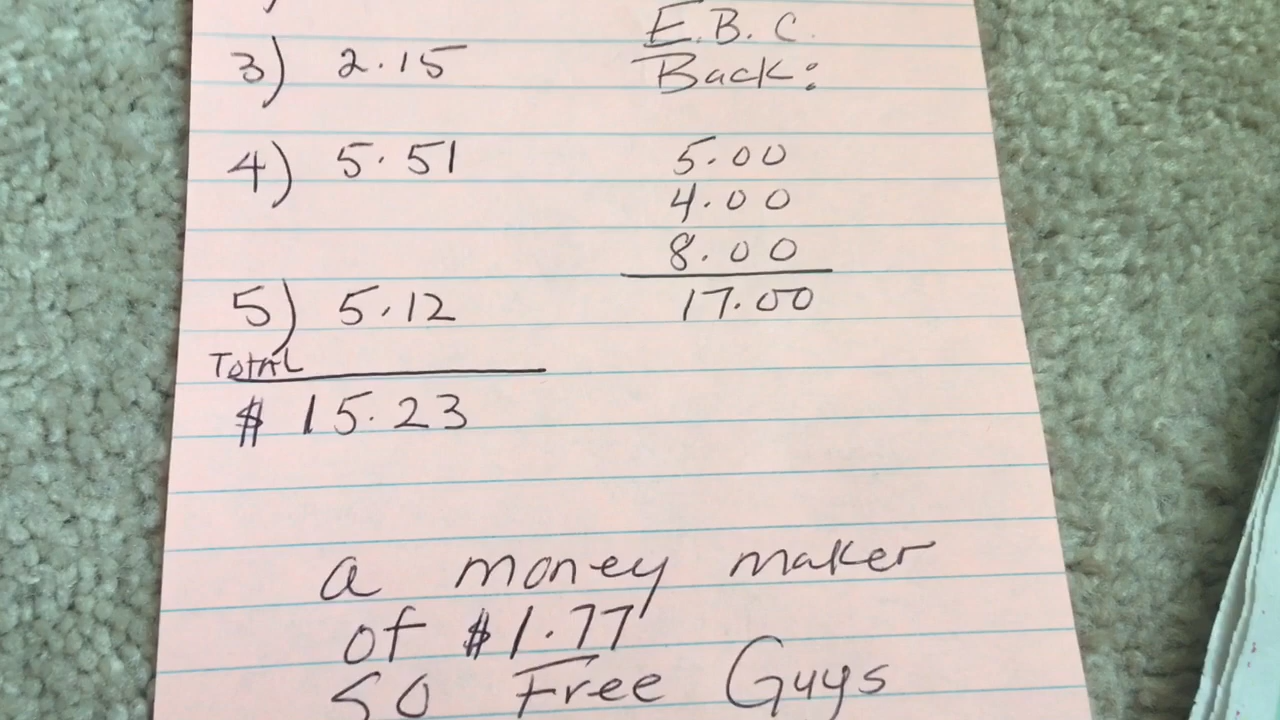 3) 2.15
4) 5.51
5) 5.12
Total
$ 15.23
E.B.C.
Back:
5.00
4.00
8.00
17.00
a money maker
of $1.77
so Free Guys